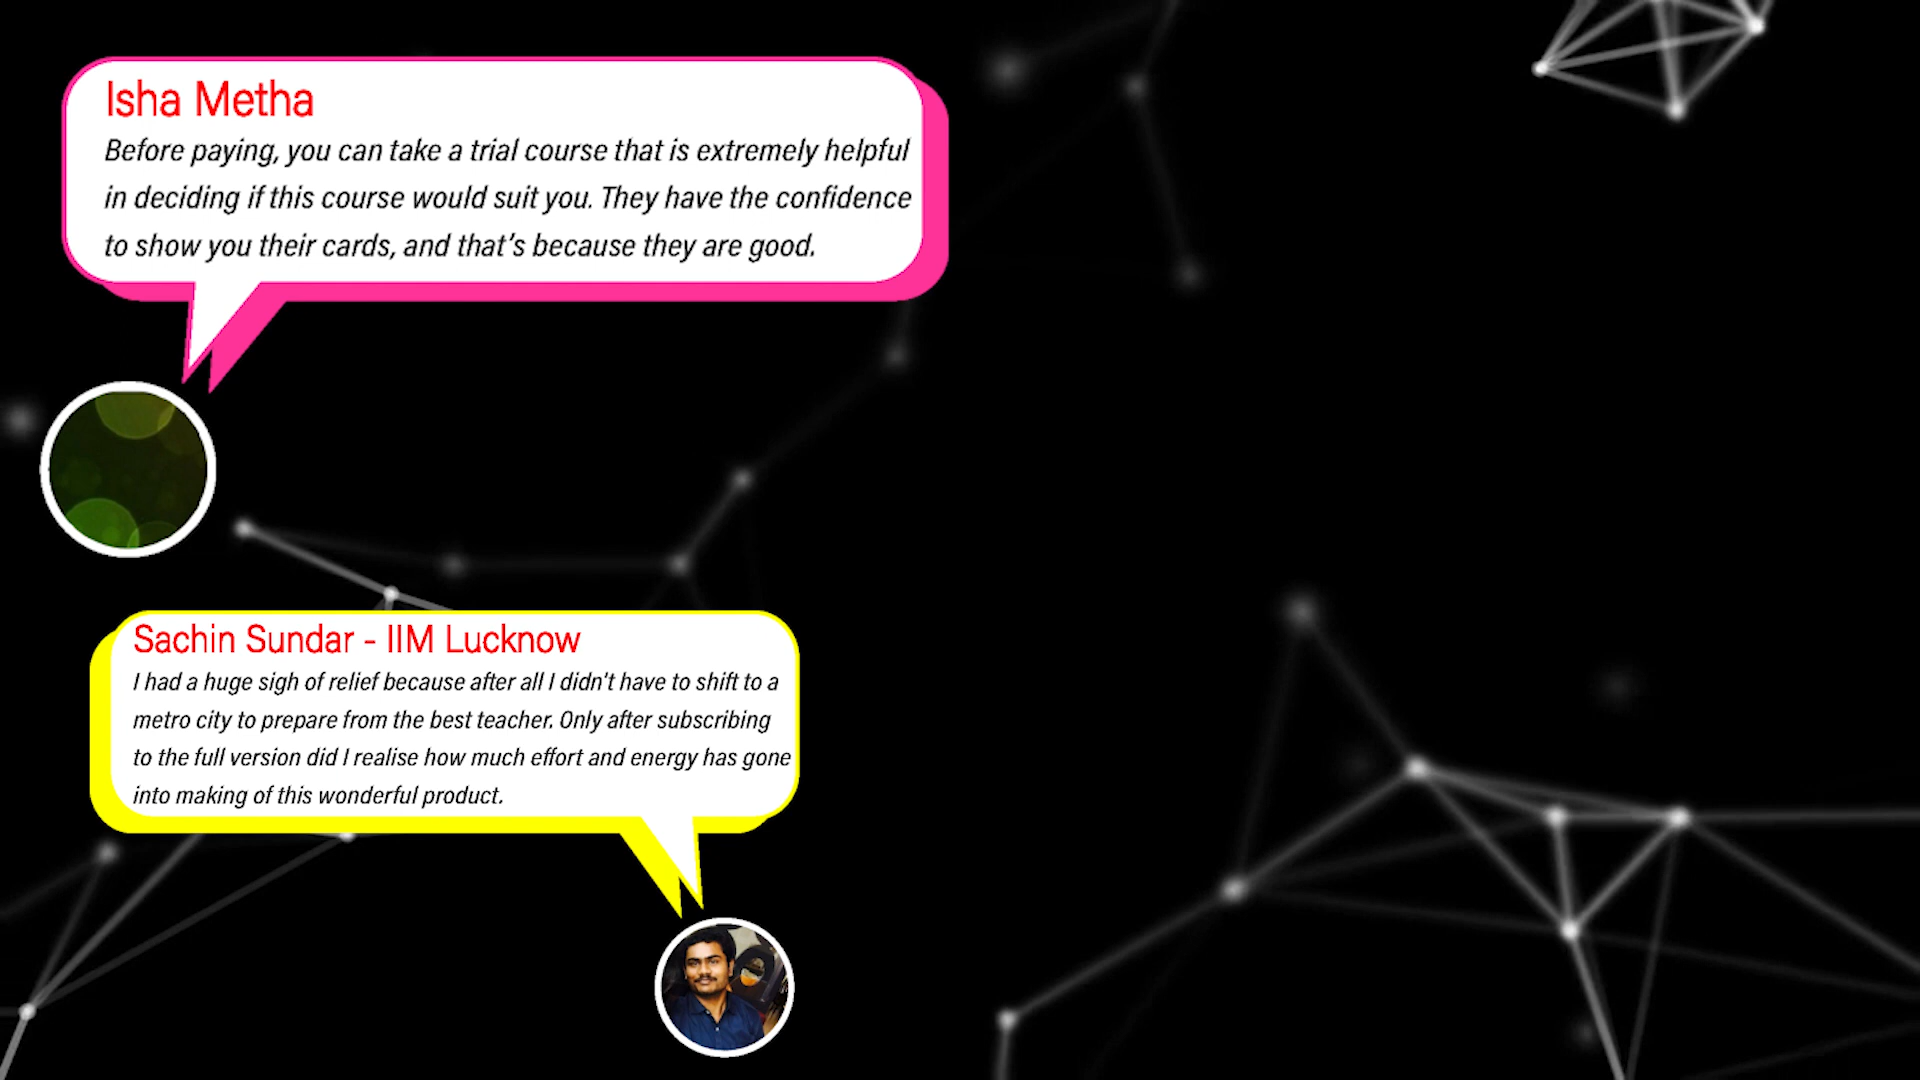 Isha Metha
Before paying, you can take a trial course that is extremely helpful
in deciding if this course would suit you. They have the confidence
to show you their cards, and that's because they are good.
Sachin Sundar - IIM Lucknow
I had a huge sigh of relief because after all I didn't have to shift to a
metro city to prepare from the best teacher. Only after subscribing
to the full version did I realise how much effort and energy has gone
into making of this wonderful product.